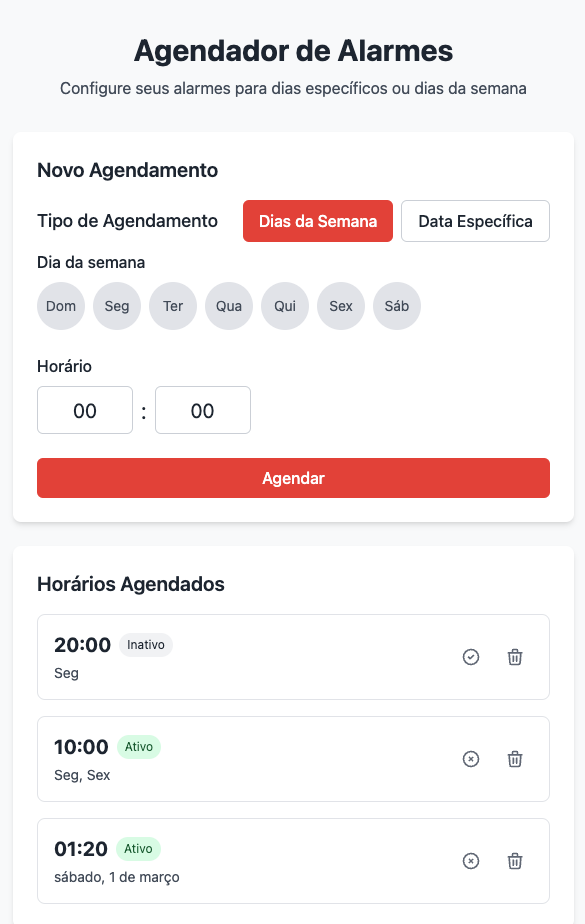 Agendador de Alarmes
Configure seus alarmes para dias específicos ou dias da semana
Novo Agendamento
Tipo de Agendamento Dias da Semana Data Específica
Dia da semana
Dom Seg Ter Qua Qui Sex Sáb
Horário
00 : 00
Agendar
Horários Agendados
20:00 Inativo
Seg
10:00 Ativo
Seg, Sex
01:20 Ativo
sábado, 1 de março